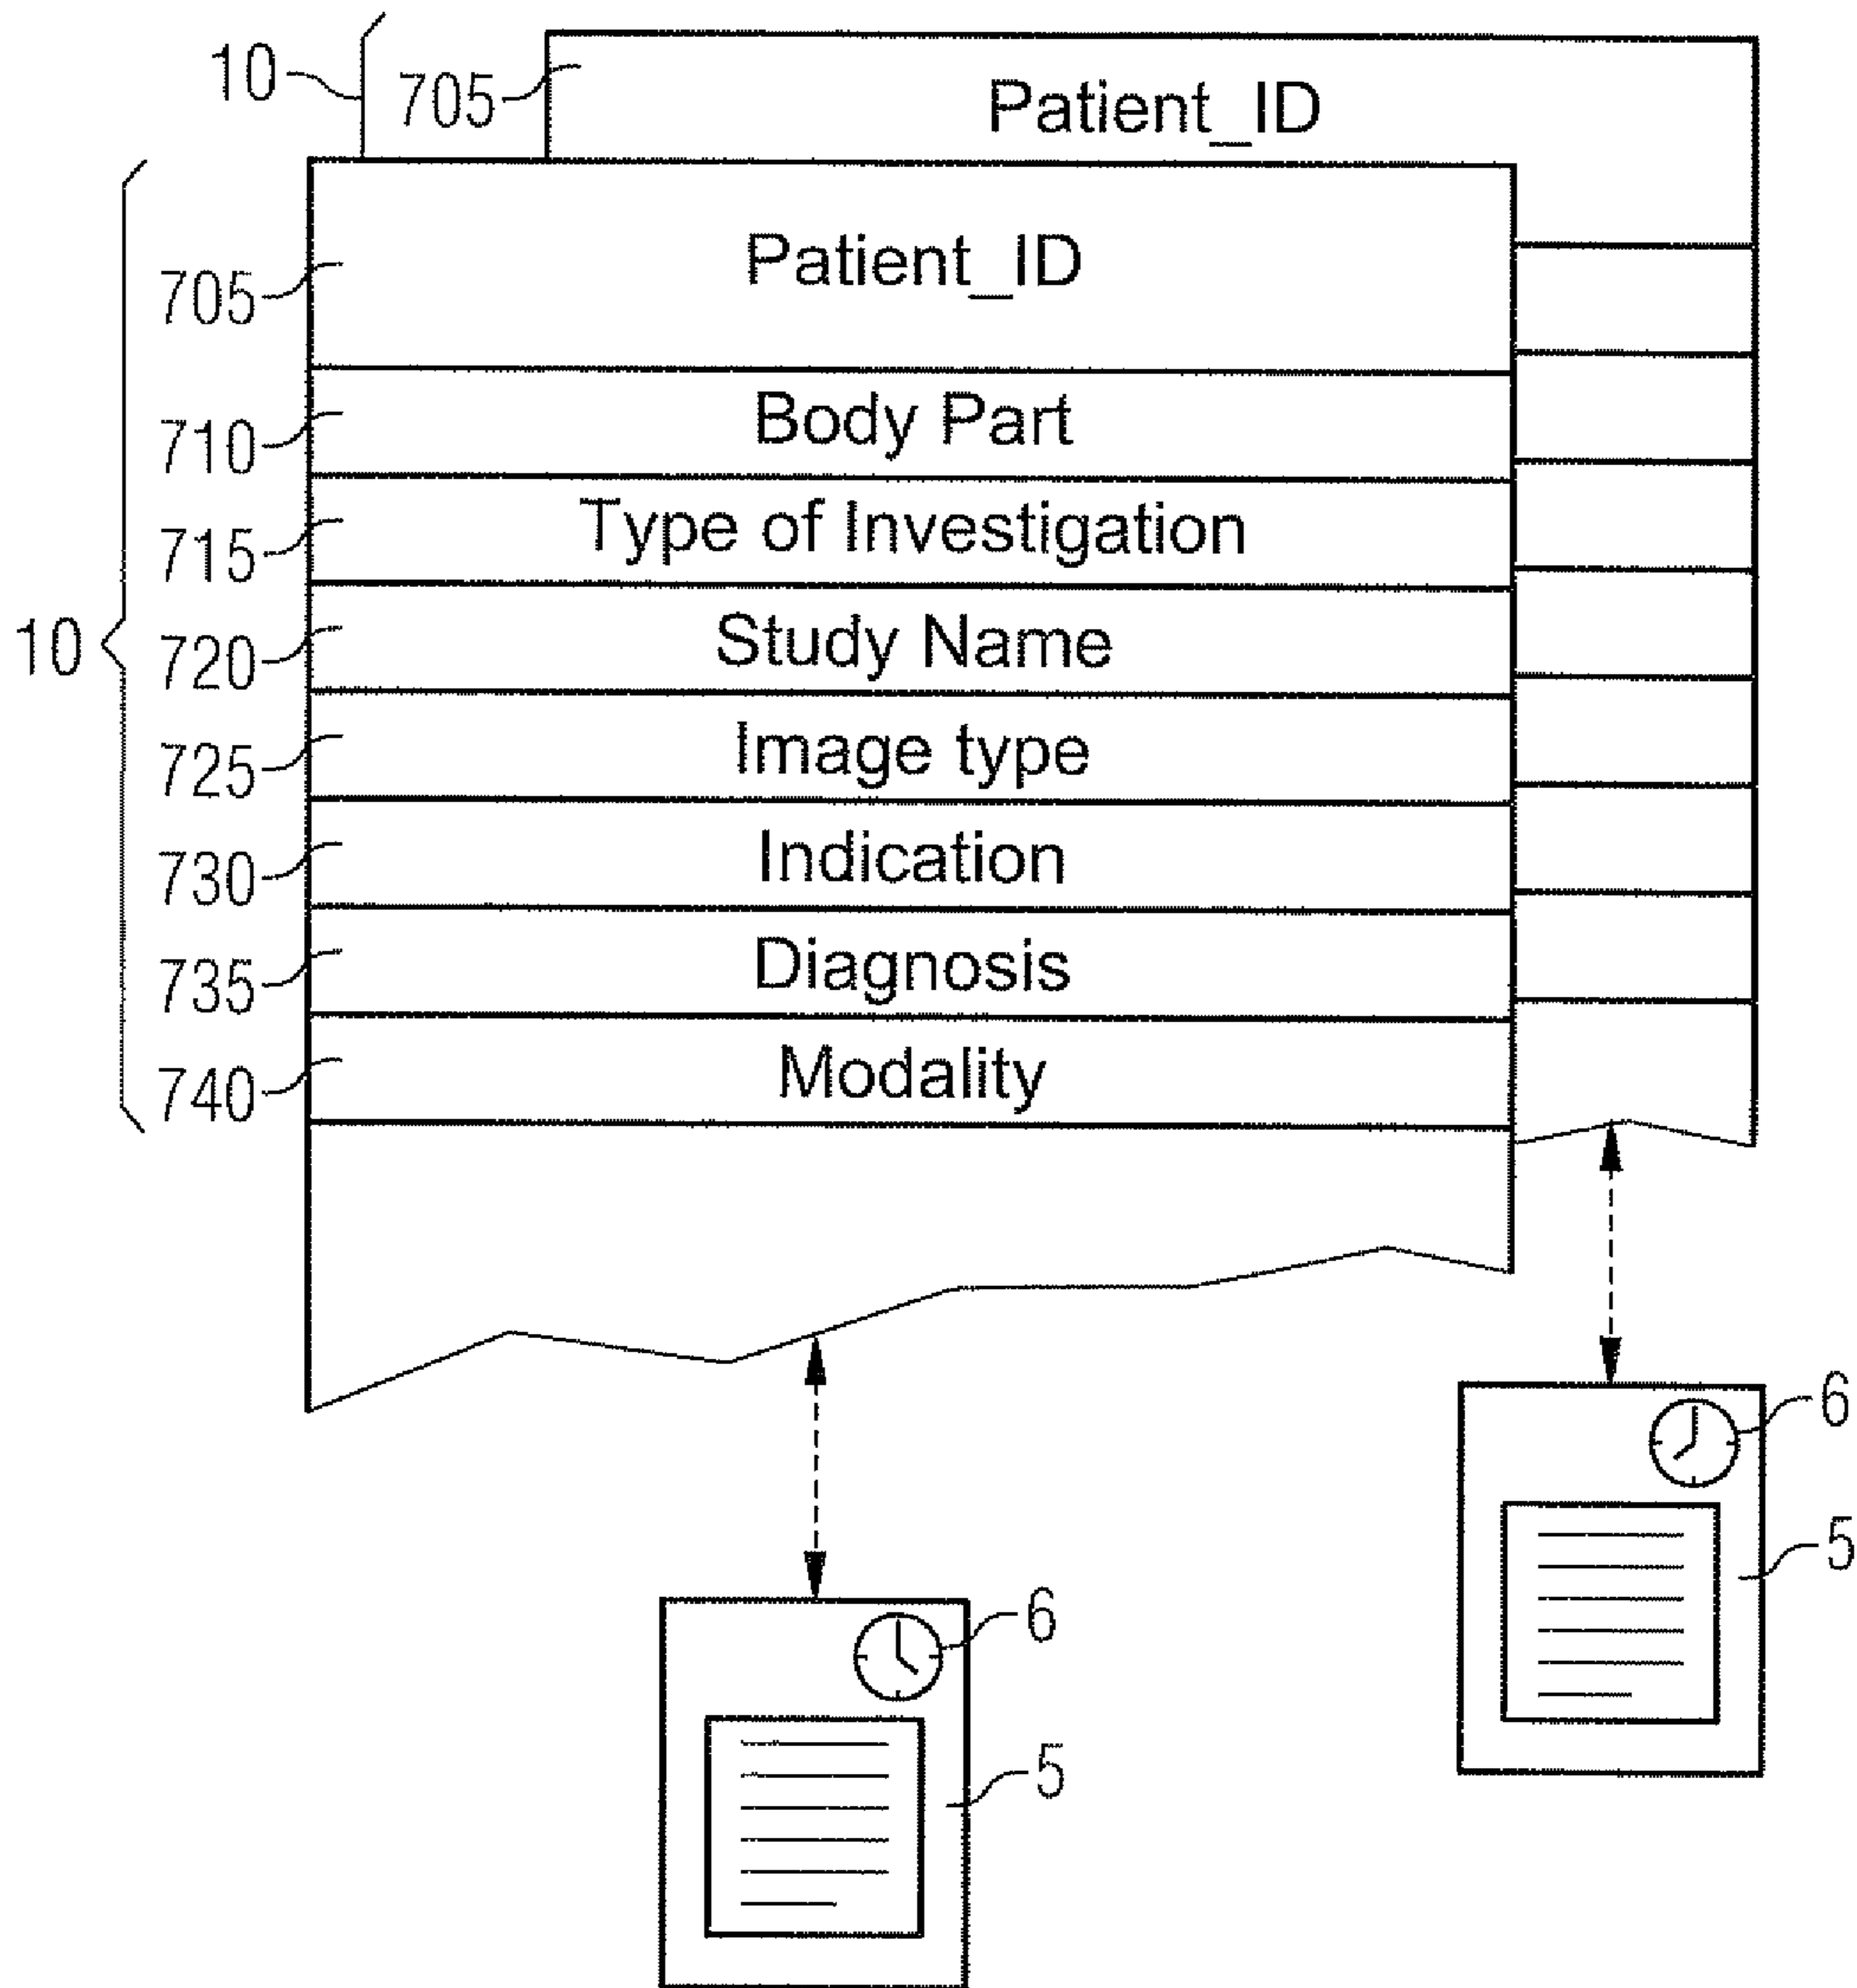 10 705 Patient_ID
705 Patient_ID
710 Body Part
715 Type of Investigation
10 720 Study Name
725 Image type
730 Indication
735 Diagnosis
740 Modality
6
5
6
5